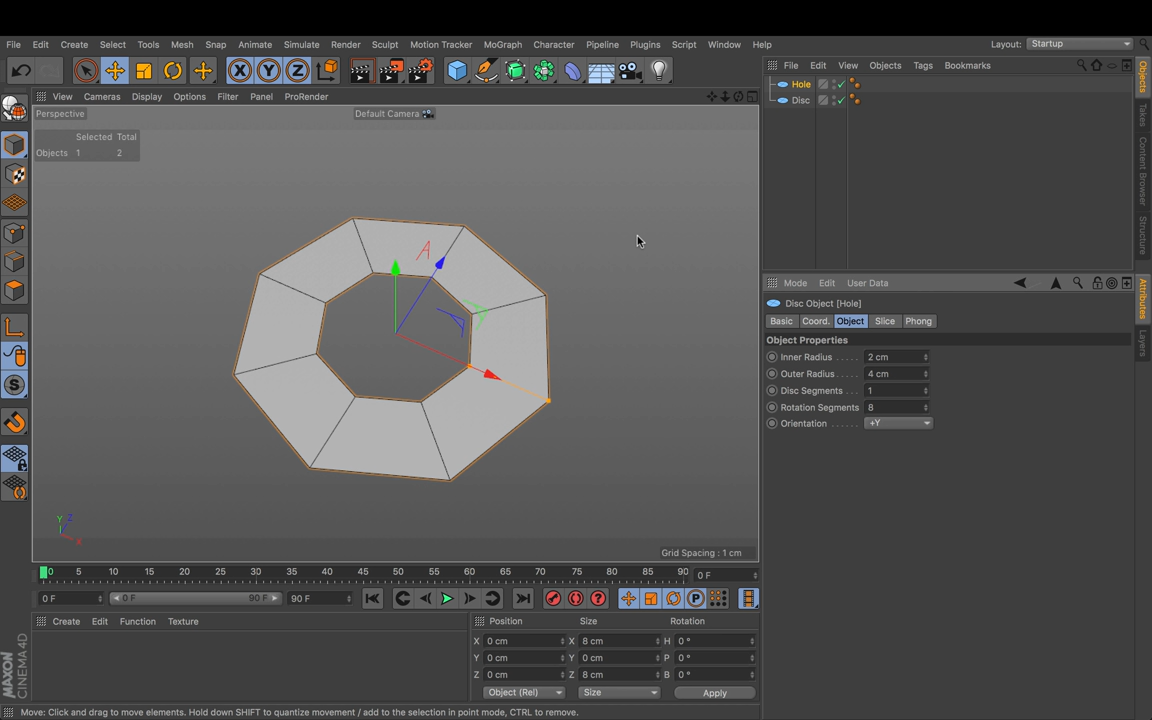 File Edit Create Select Tools Mesh Snap Animate Simulate Render Sculpt Motion Tracker MoGraph Character Pipeline Plugins Script Window Help Layout: Startup
X Y Z
File Edit View Objects Tags Bookmarks
View Cameras Display Options Filter Panel ProRender
Perspective Default Camera
Selected Total
Objects 1 2
Hole
Disc
Objects
Takes
Content Browser
Structure
Mode Edit User Data
Disc Object [Hole]
Basic Coord. Object Slice Phong
Object Properties
Inner Radius . . . . . 2 cm
Outer Radius . . . . . 4 cm
Disc Segments . . . 1
Rotation Segments 8
Orientation . . . . . . +Y
Attributes
Layers
S
Y Z
X
Grid Spacing : 1 cm
0 5 10 15 20 25 30 35 40 45 50 55 60 65 70 75 80 85 90 0 F
0 F 0 F 90 F 90 F P
Create Edit Function Texture
Position Size Rotation
X 0 cm X 8 cm H 0 °
Y 0 cm Y 0 cm P 0 °
Z 0 cm Z 8 cm B 0 °
Object (Rel) Size Apply
MAXON
CINEMA 4D
Move: Click and drag to move elements. Hold down SHIFT to quantize movement / add to the selection in point mode, CTRL to remove.